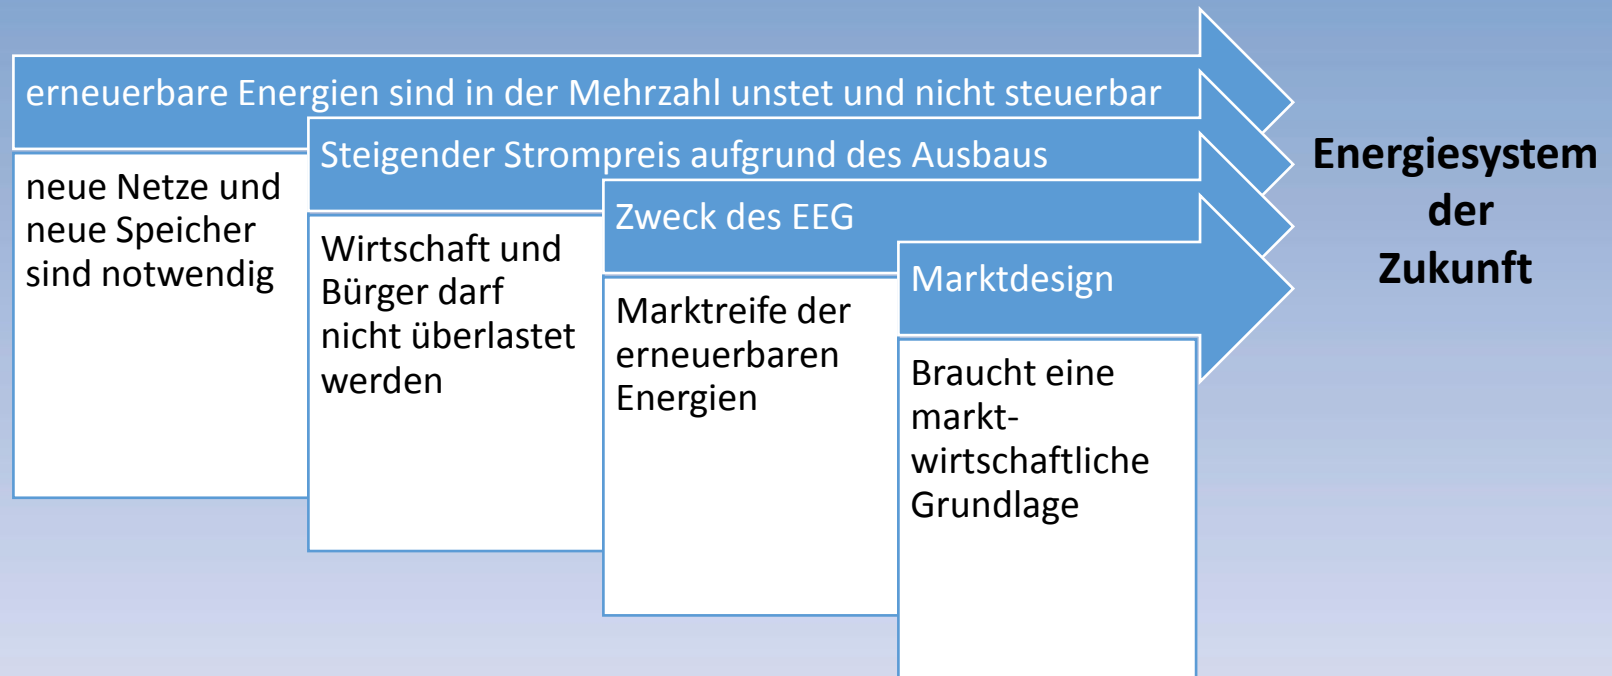 erneuerbare Energien sind in der Mehrzahl unstet und nicht steuerbar
neue Netze und
neue Speicher
sind notwendig
Steigender Strompreis aufgrund des Ausbaus
Wirtschaft und
Bürger darf
nicht überlastet
werden
Zweck des EEG
Marktreife der
erneuerbaren
Energien
Marktdesign
Braucht eine
markt-
wirtschaftliche
Grundlage
Energiesystem
der
Zukunft